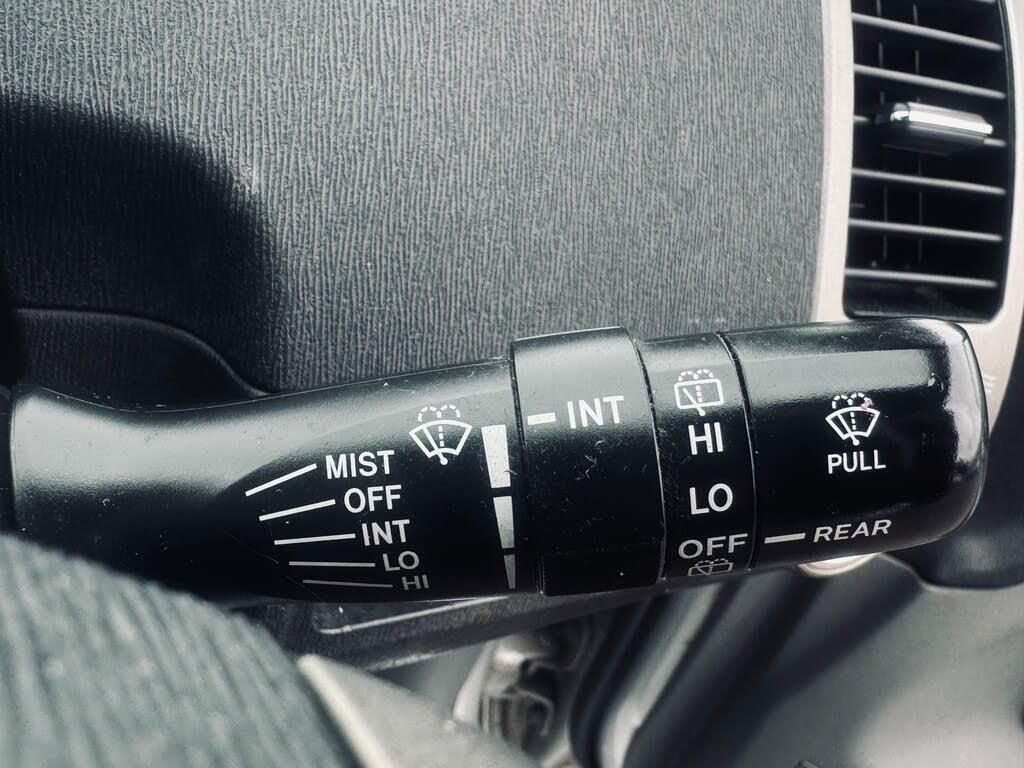 MIST
OFF
INT
LO
HI
INT
HI
LO
OFF
PULL
REAR